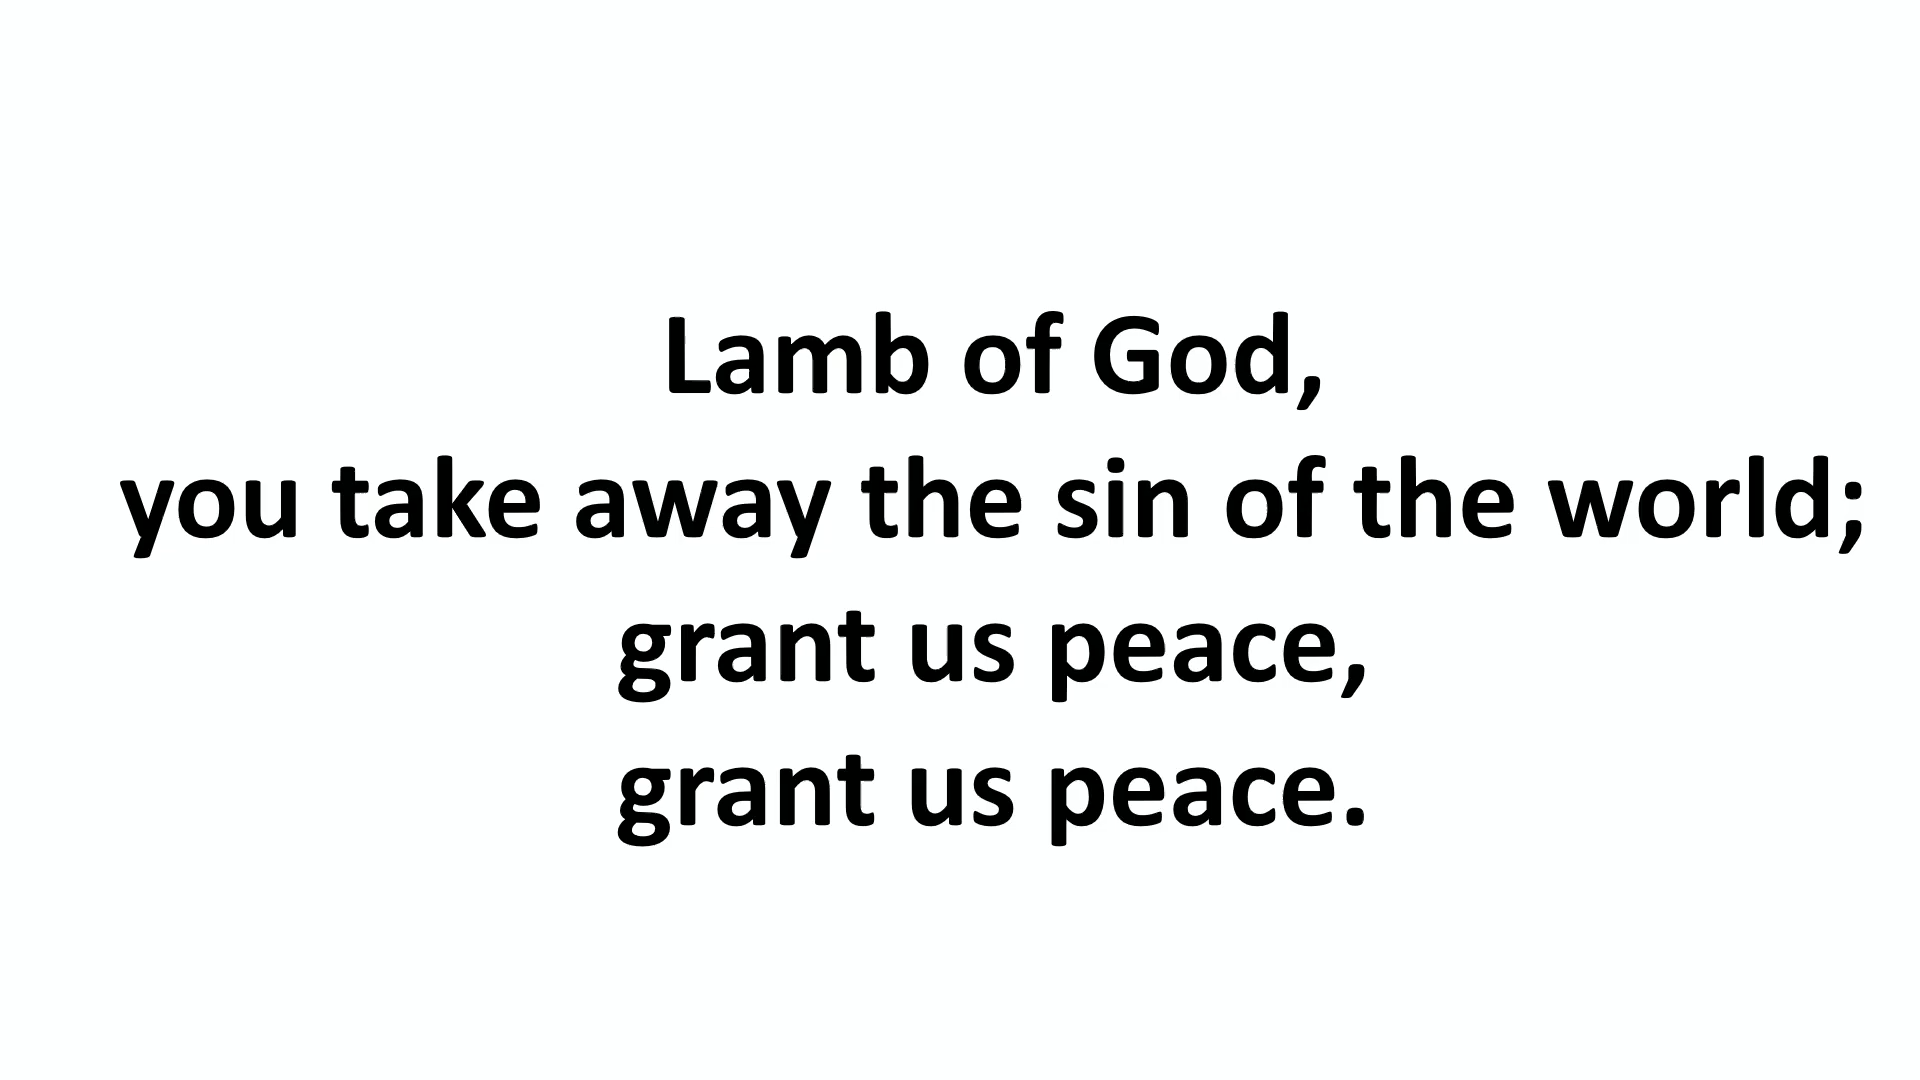 Lamb of God,
you take away the sin of the world;
grant us peace,
grant us peace.